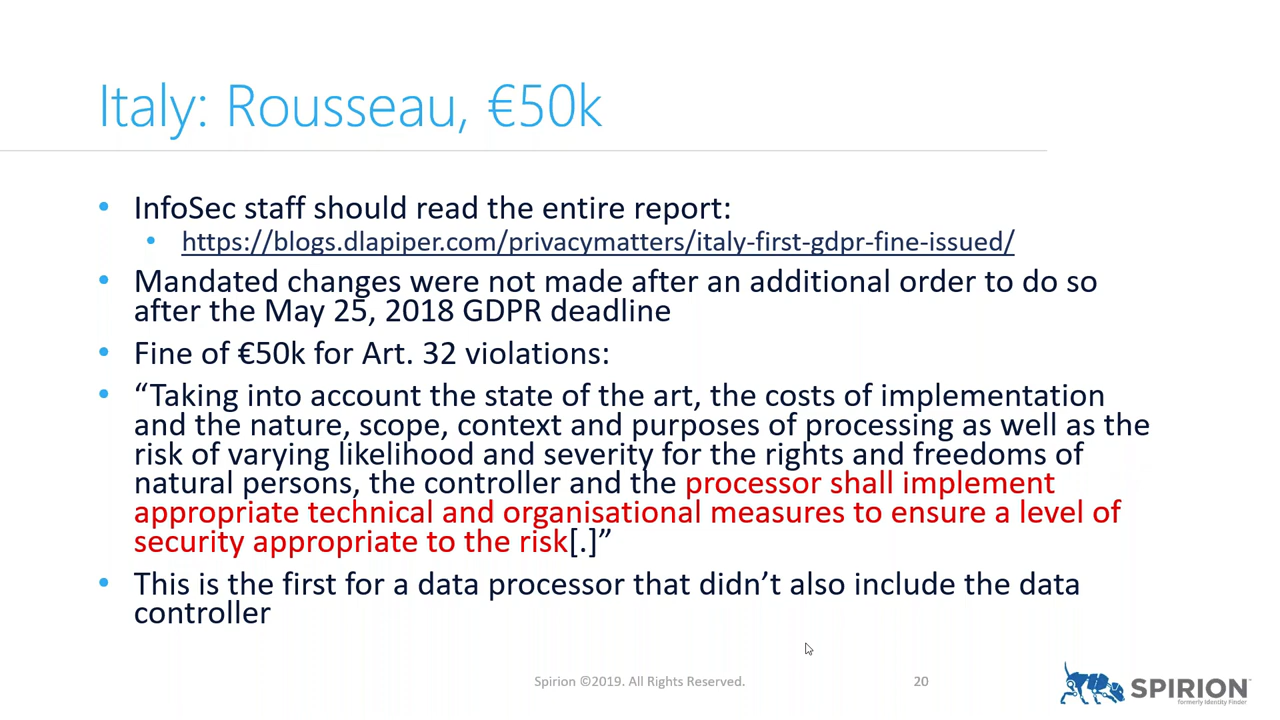 Italy: Rousseau, €50k
• InfoSec staff should read the entire report:
• https://blogs.dlapiper.com/privacymatters/italy-first-gdpr-fine-issued/
• Mandated changes were not made after an additional order to do so
after the May 25, 2018 GDPR deadline
• Fine of €50k for Art. 32 violations:
• “Taking into account the state of the art, the costs of implementation
and the nature, scope, context and purposes of processing as well as the
risk of varying likelihood and severity for the rights and freedoms of
natural persons, the controller and the processor shall implement
appropriate technical and organisational measures to ensure a level of
security appropriate to the risk[.]”
• This is the first for a data processor that didn’t also include the data
controller
Spirion ©2019. All Rights Reserved.
20
SPIRION
formerly Identity Finder